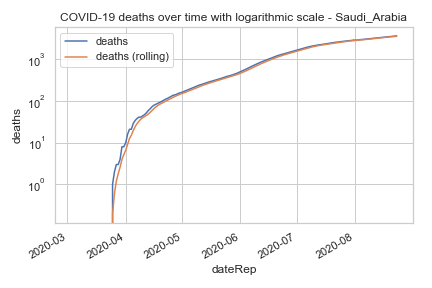 COVID-19 deaths over time with logarithmic scale - Saudi_Arabia
deaths
deaths (rolling)
10³
10²
10¹
10⁰
deaths
2020-03
2020-04
2020-05
2020-06
2020-07
2020-08
dateRep